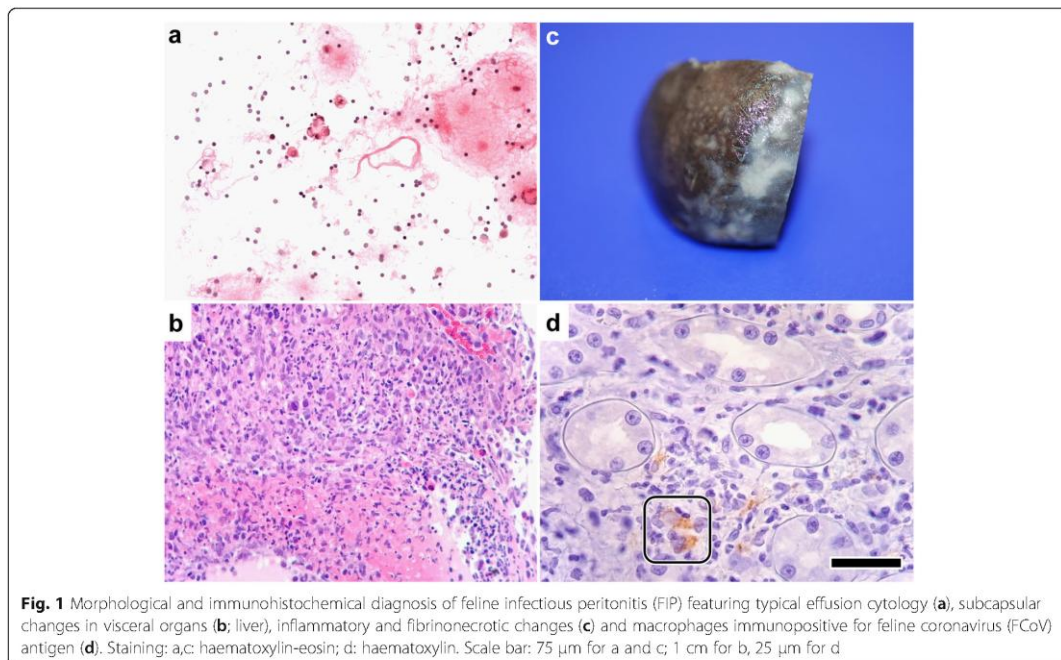 a
c
b
d
Fig. 1 Morphological and immunohistochemical diagnosis of feline infectious peritonitis (FIP) featuring typical effusion cytology (a), subcapsular
changes in visceral organs (b; liver), inflammatory and fibrinonecrotic changes (c) and macrophages immunopositive for feline coronavirus (FCoV)
antigen (d). Staining: a,c: haematoxylin-eosin; d: haematoxylin. Scale bar: 75 μm for a and c; 1 cm for b, 25 μm for d